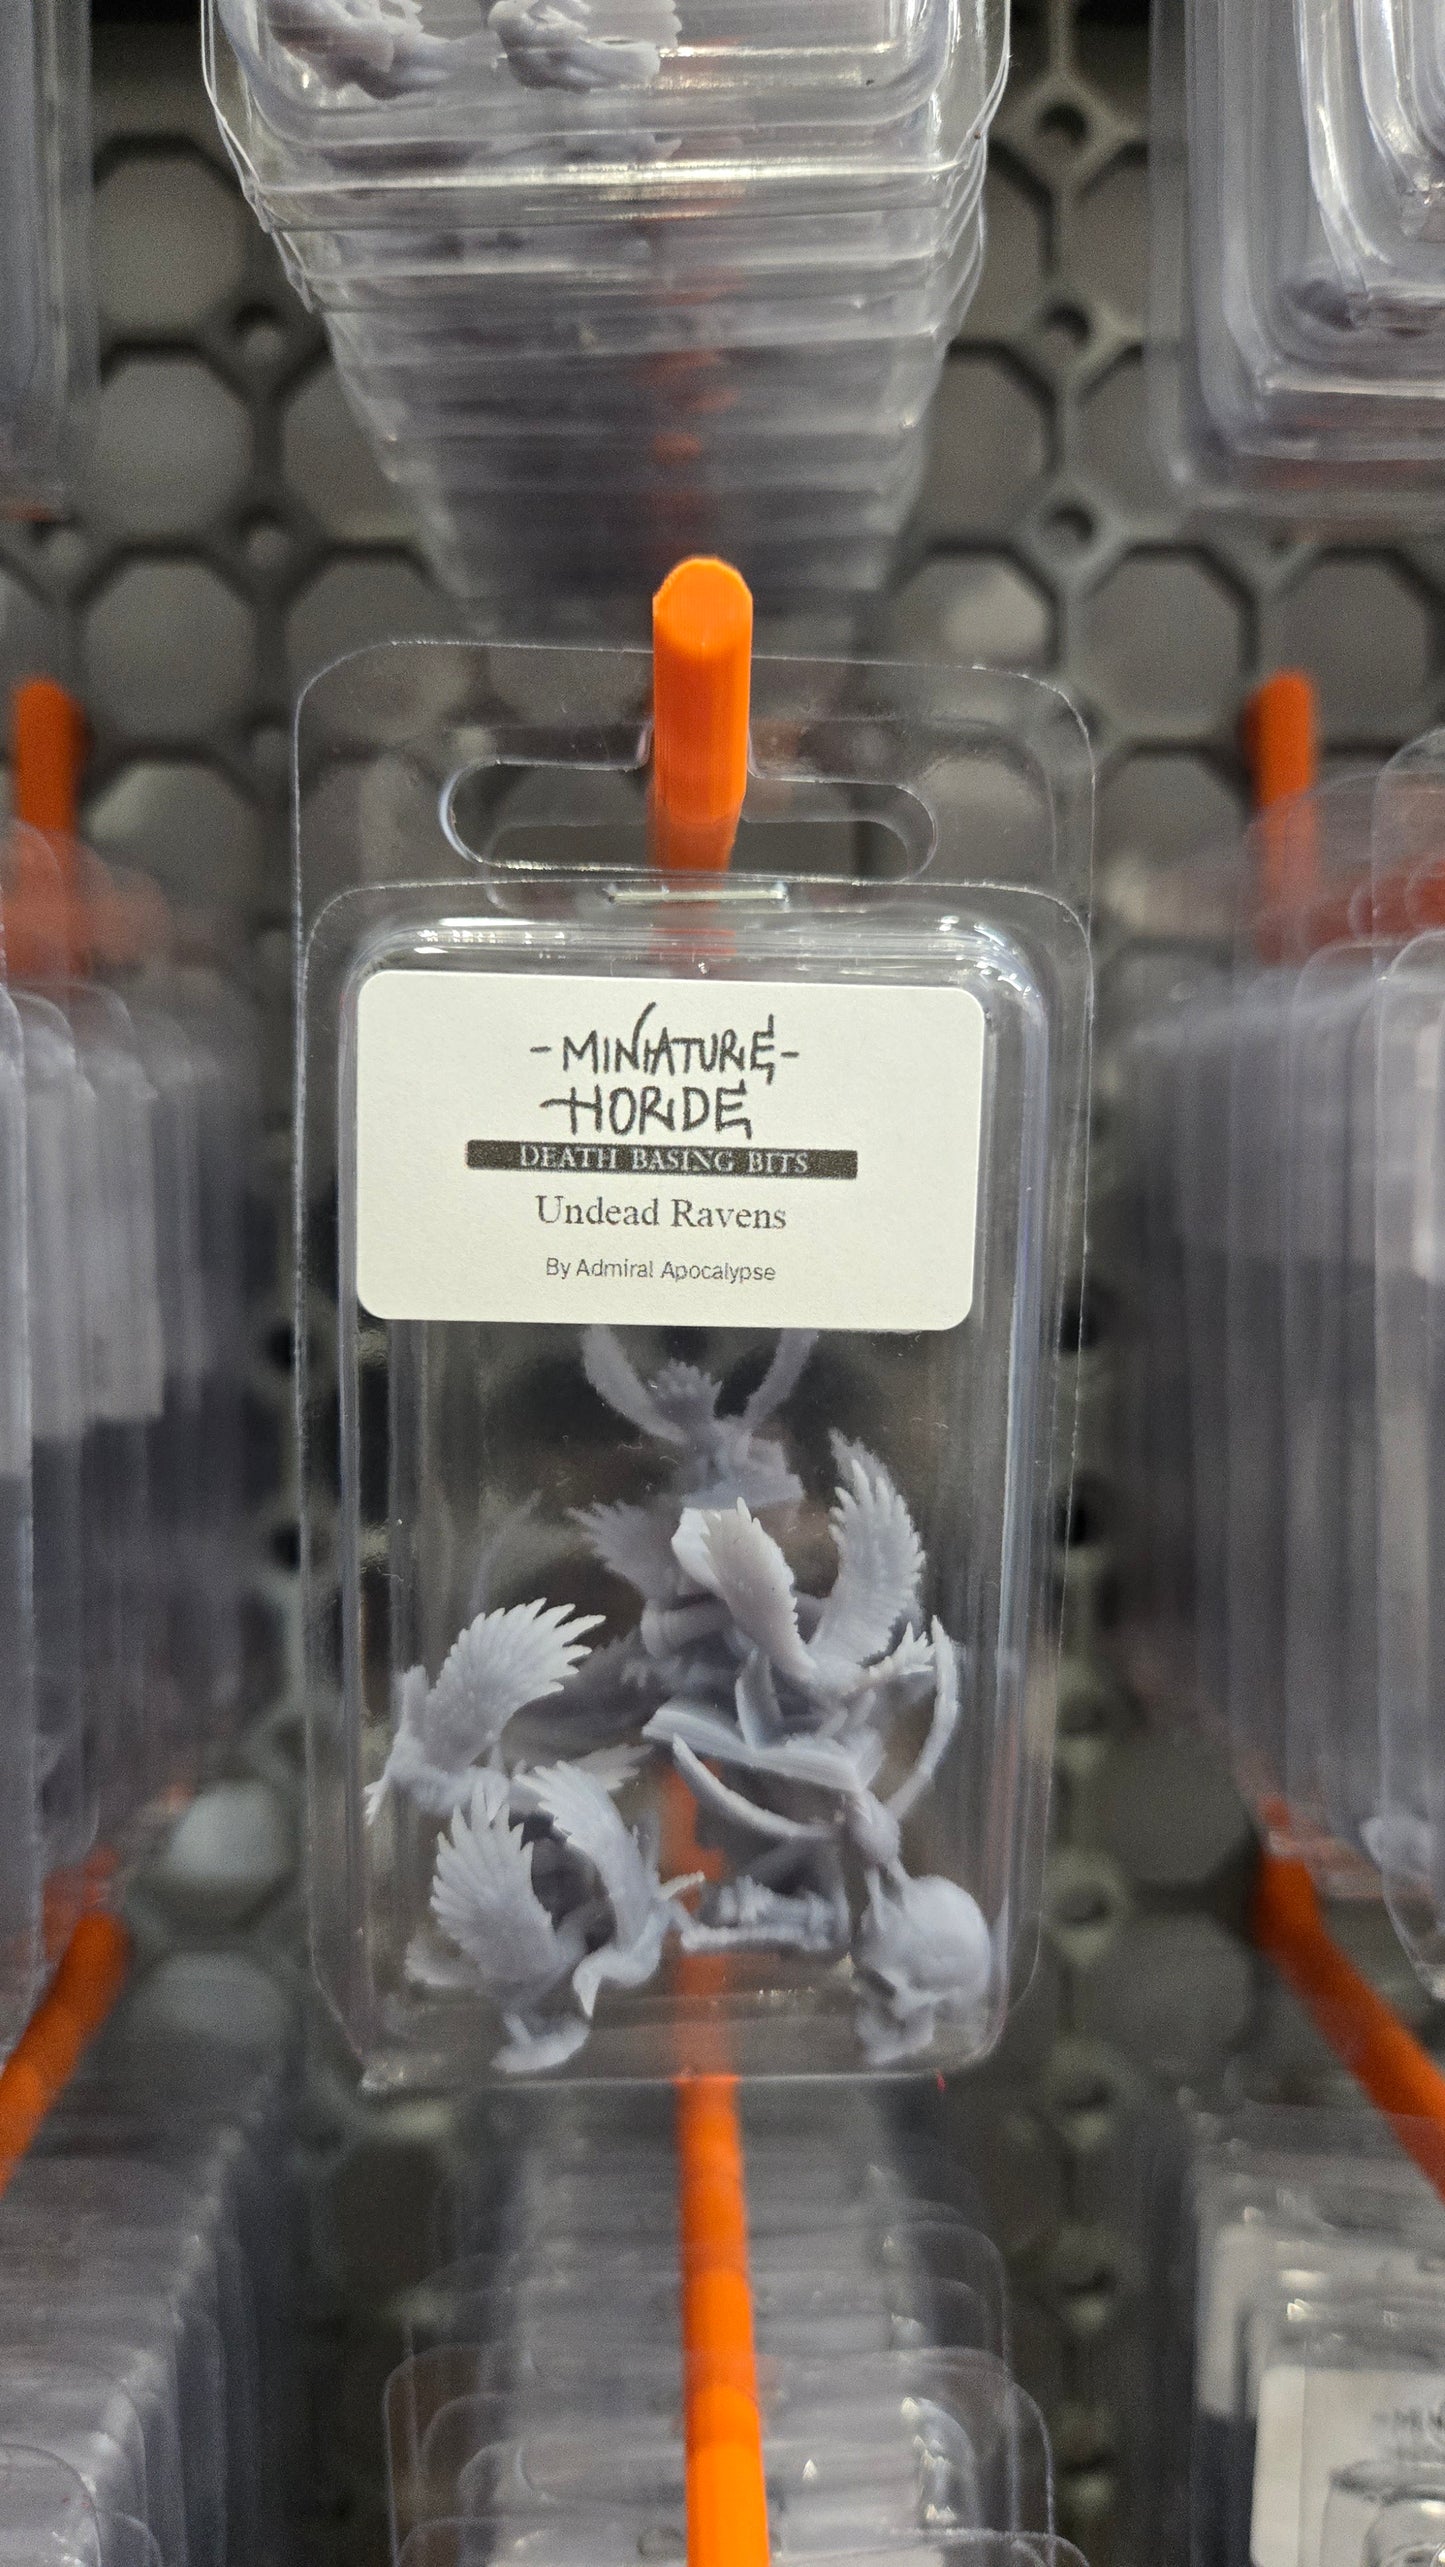 -MINIATURE-
HORDE
DEATH BASING BITS
Undead Ravens
By Admiral Apocalypse